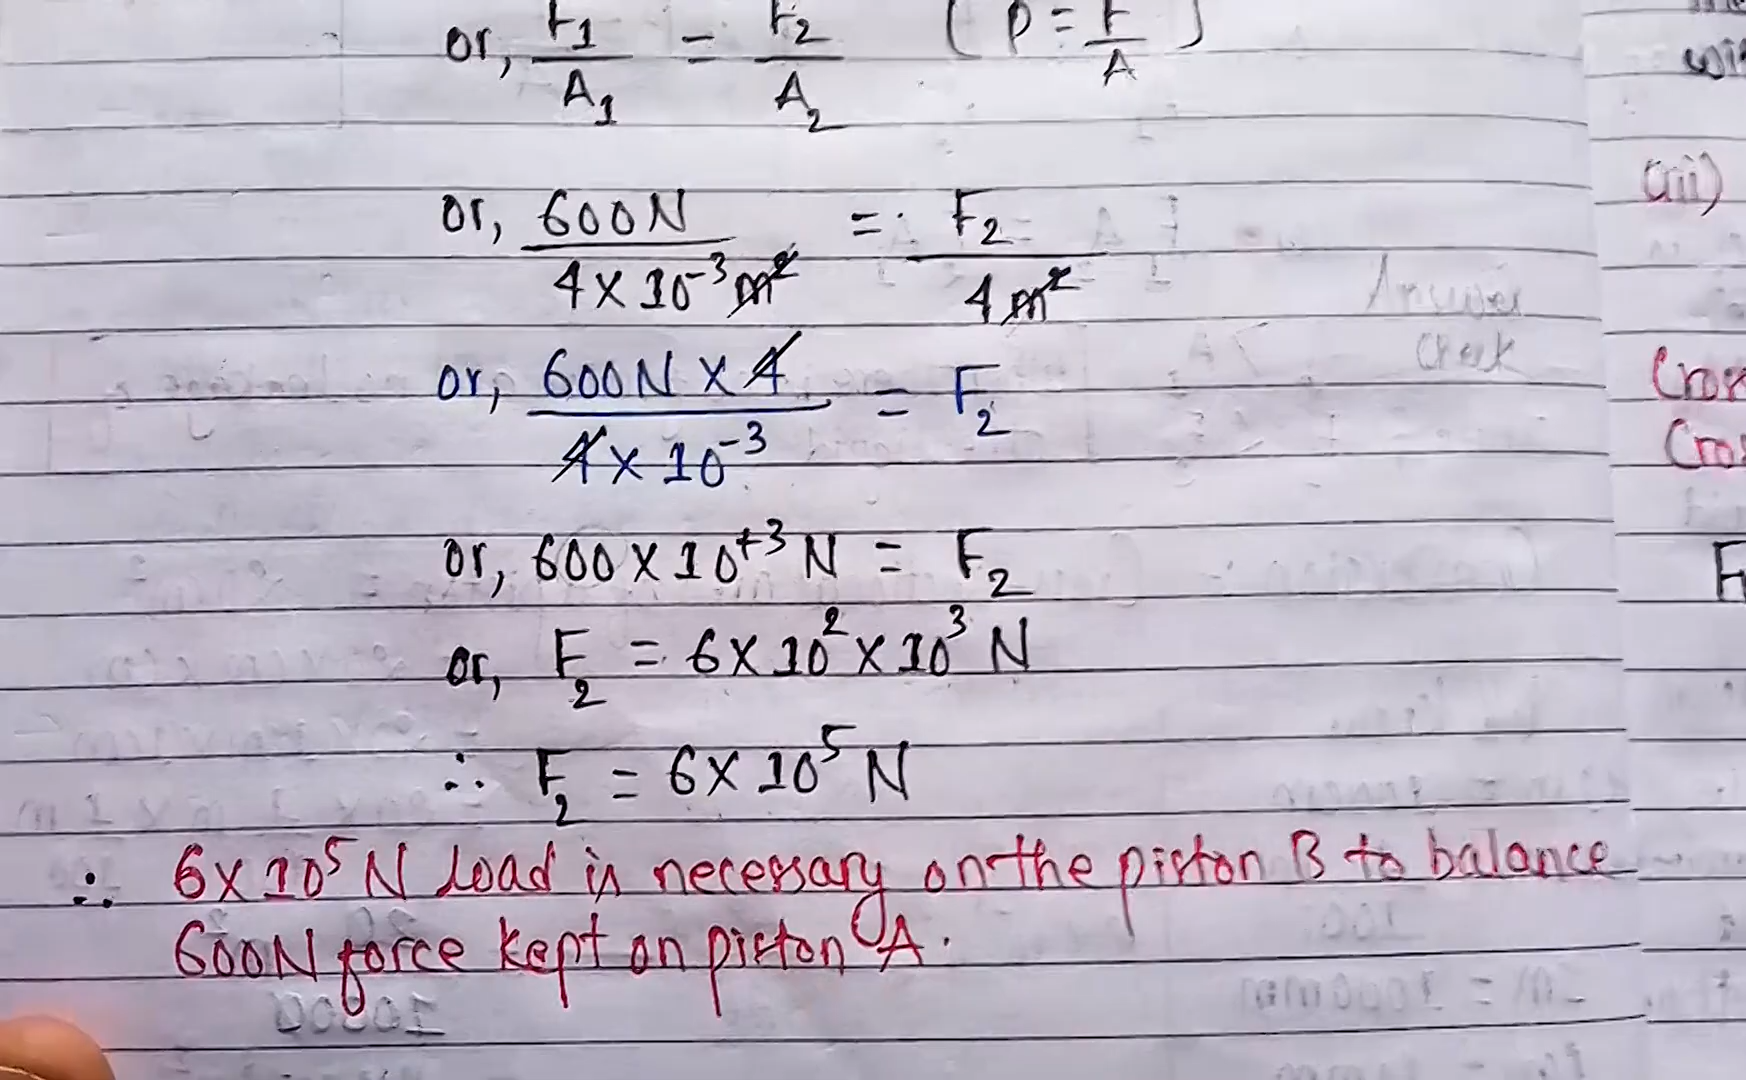 or, F1/A1 = F2/A2 [P = F/A]
or, 600N/4×10⁻³m² = F2/4m²
or, 600N×4/4×10⁻³ = F2
or, 600×10⁺³ N = F2
or, F2 = 6×10²×10³ N
∴ F2 = 6×10⁵ N
∴ 6×10⁵ N load is necessary on the piston B to balance
600N force kept on piston A.
(iii)
F